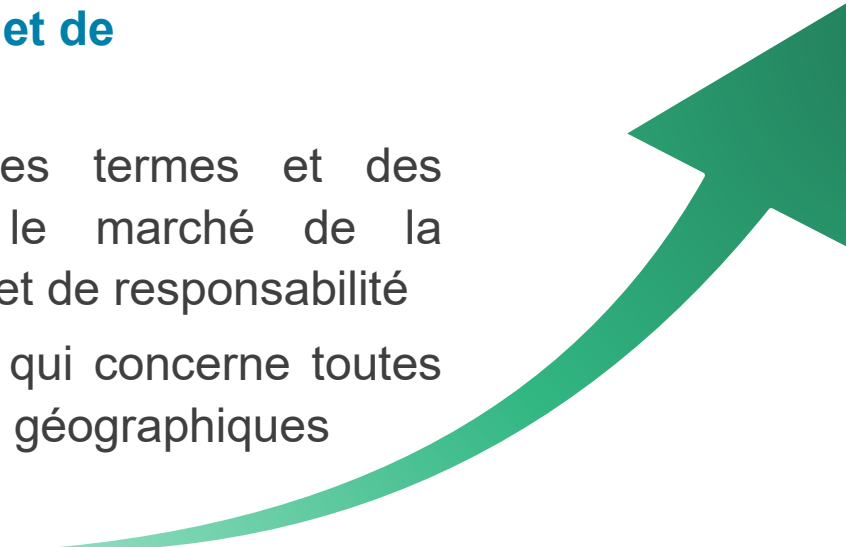 et de
es termes et des
le marché de la
et de responsabilité
qui concerne toutes
géographiques